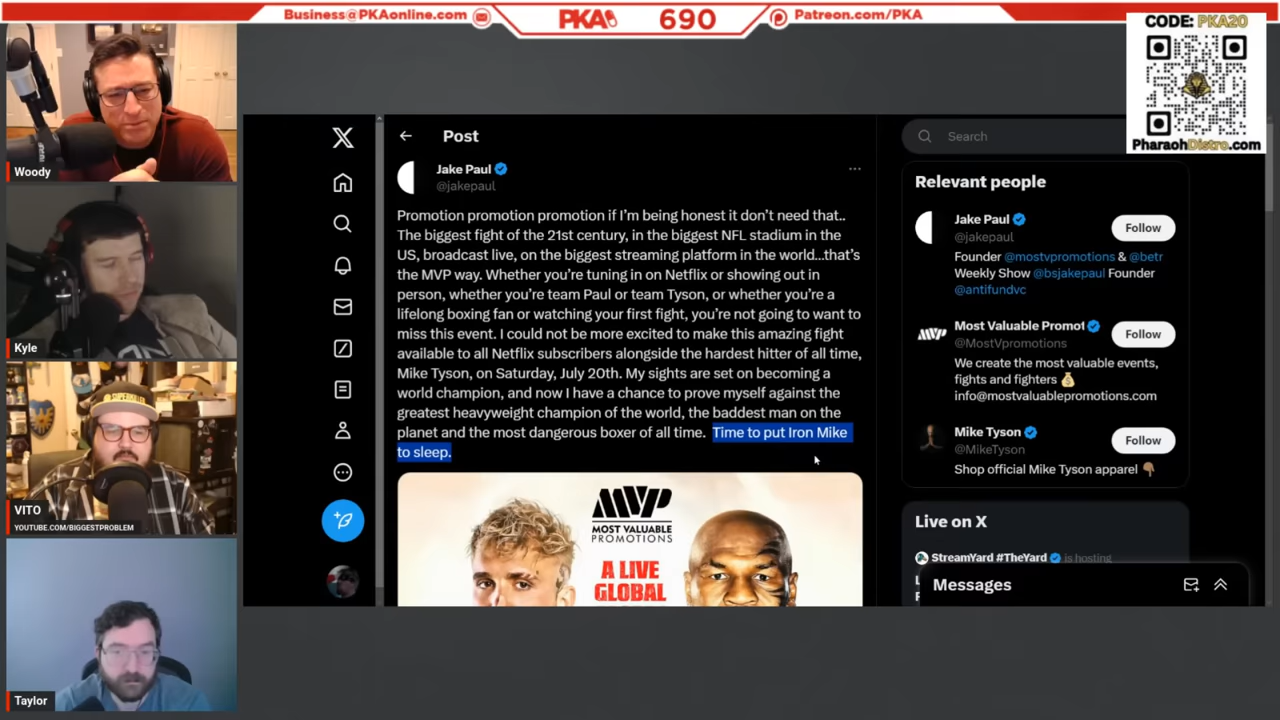 Business@PKAonline.com
PKA
690
Patreon.com/PKA
CODE: PKA20
PharaohDistro.com
Woody
Kyle
VITO
YOUTUBE.COM/BIGGESTPROBLEM
Taylor
X
Post
Jake Paul
@jakepaul
Promotion promotion promotion if I'm being honest it don't need that..
The biggest fight of the 21st century, in the biggest NFL stadium in the
US, broadcast live, on the biggest streaming platform in the world...that's
the MVP way. Whether you're tuning in on Netflix or showing out in
person, whether you're team Paul or team Tyson, or whether you're a
lifelong boxing fan or watching your first fight, you're not going to want to
miss this event. I could not be more excited to make this amazing fight
available to all Netflix subscribers alongside the hardest hitter of all time,
Mike Tyson, on Saturday, July 20th. My sights are set on becoming a
world champion, and now I have a chance to prove myself against the
greatest heavyweight champion of the world, the baddest man on the
planet and the most dangerous boxer of all time. Time to put Iron Mike
to sleep.
MVP
MOST VALUABLE
PROMOTIONS
A LIVE
GLOBAL
Search
Relevant people
Jake Paul
@jakepaul
Follow
Founder @mostvpromotions & @betr
Weekly Show @bsjakepaul Founder
@antifundvc
MVP
Most Valuable Promot
@MostVpromotions
Follow
We create the most valuable events,
fights and fighters 💰
info@mostvaluablepromotions.com
Mike Tyson
@MikeTyson
Follow
Shop official Mike Tyson apparel 👇🏾
Live on X
StreamYard #TheYard is hosting
Messages